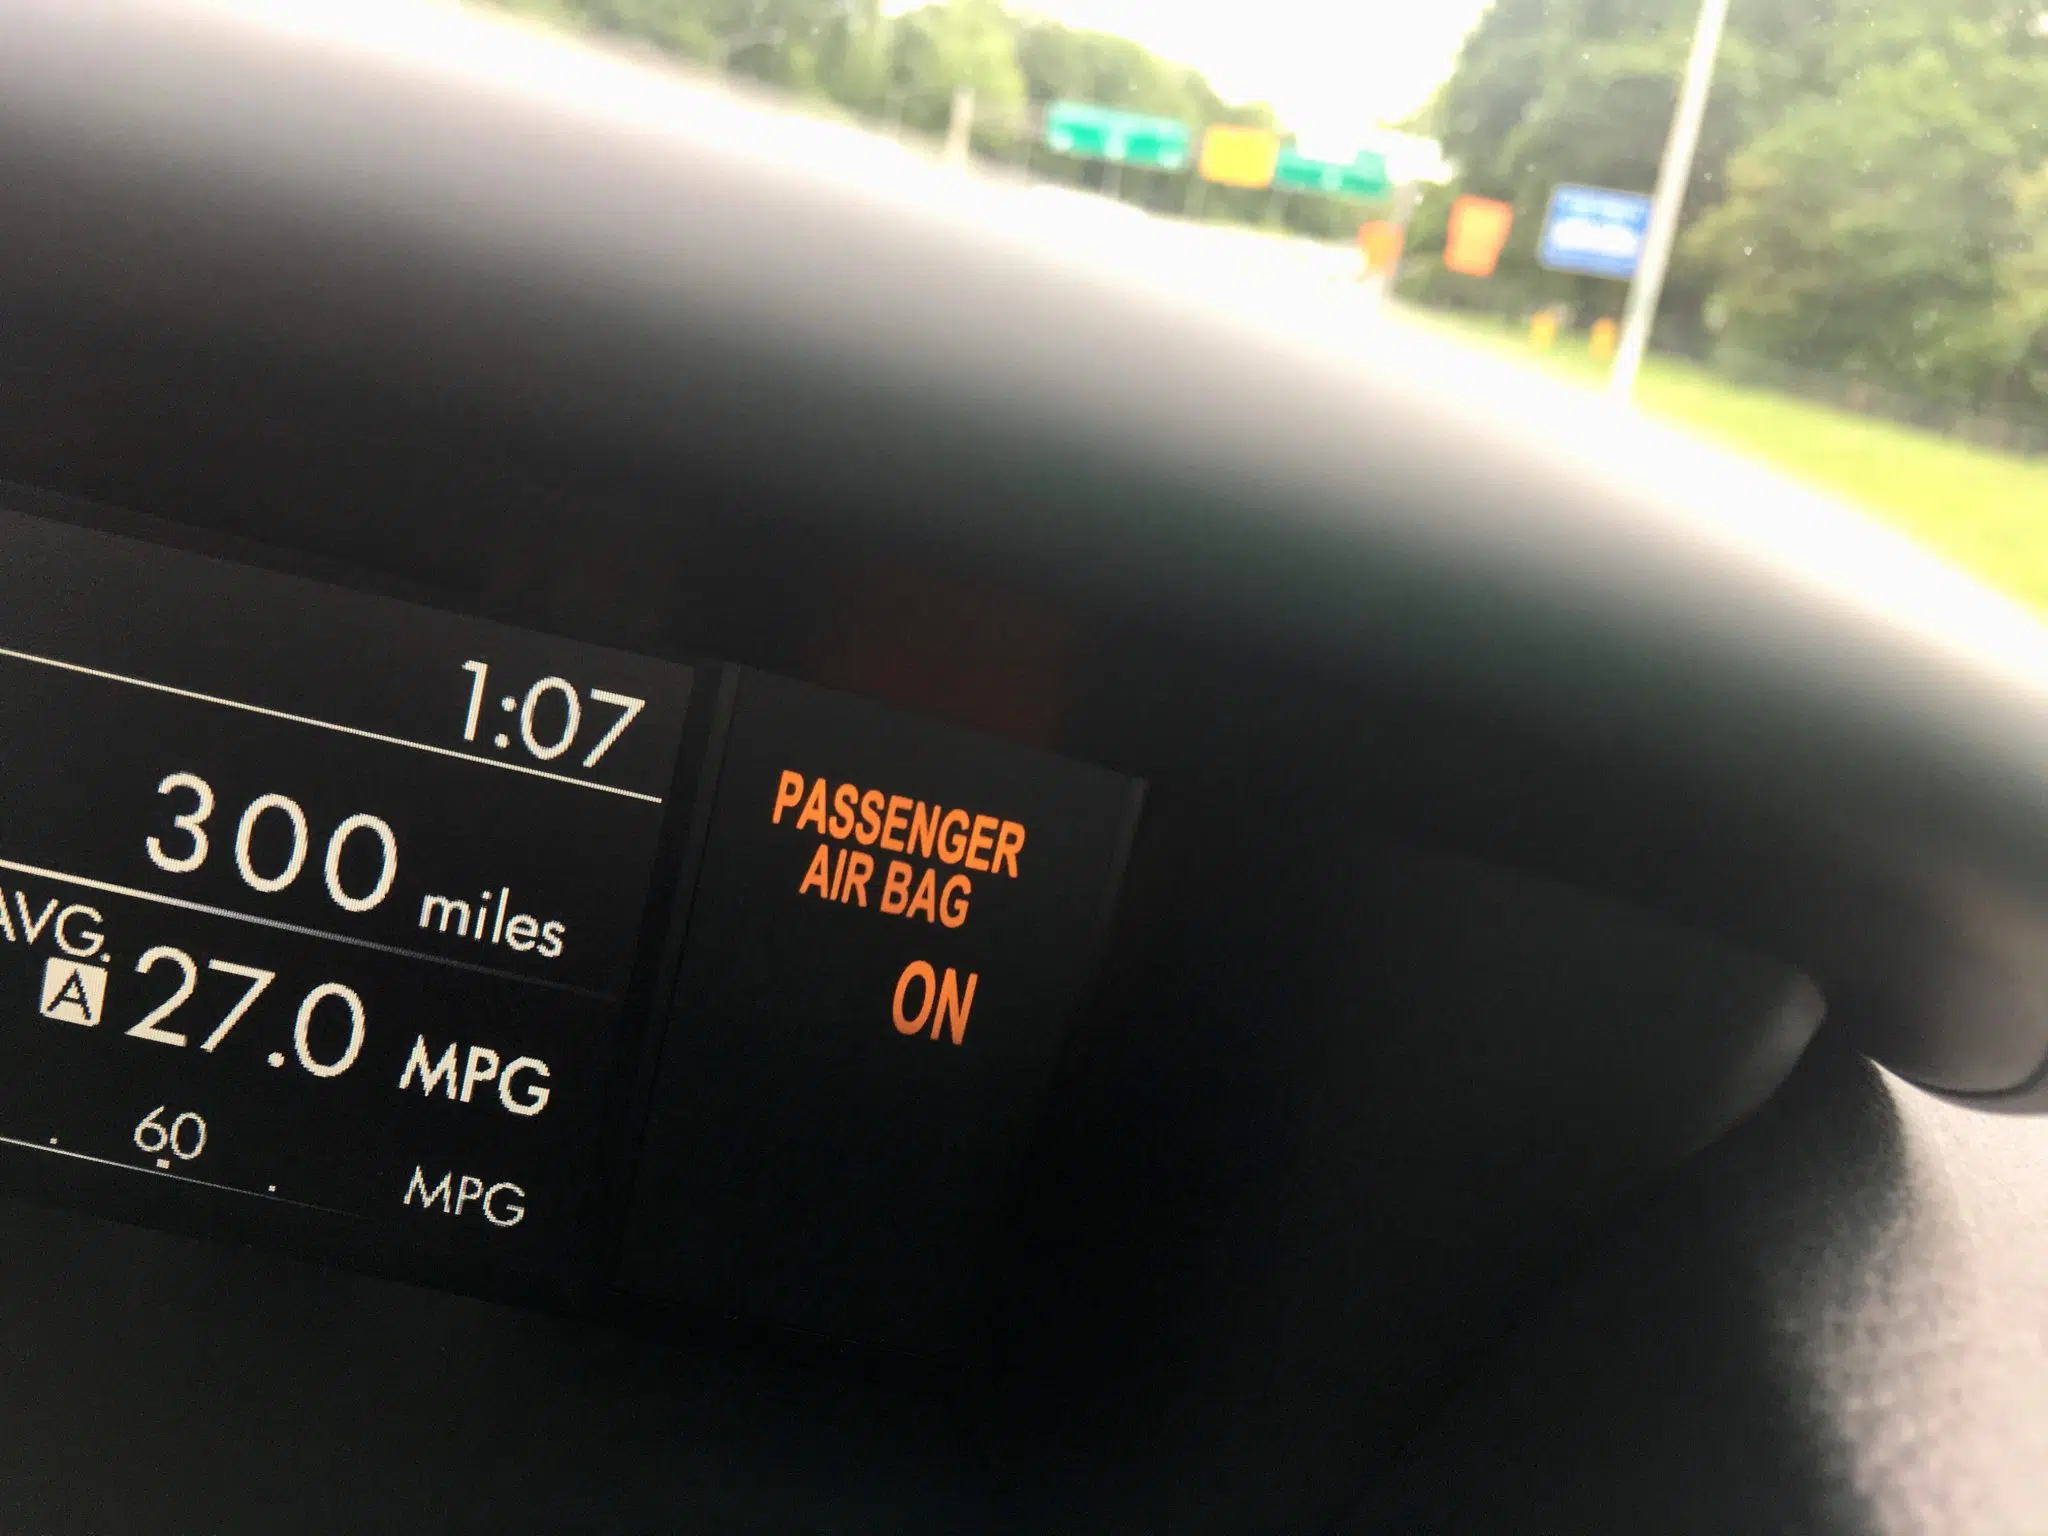 1:07
300 miles
AVG.
A 27.0 MPG
60
MPG
PASSENGER
AIR BAG
ON